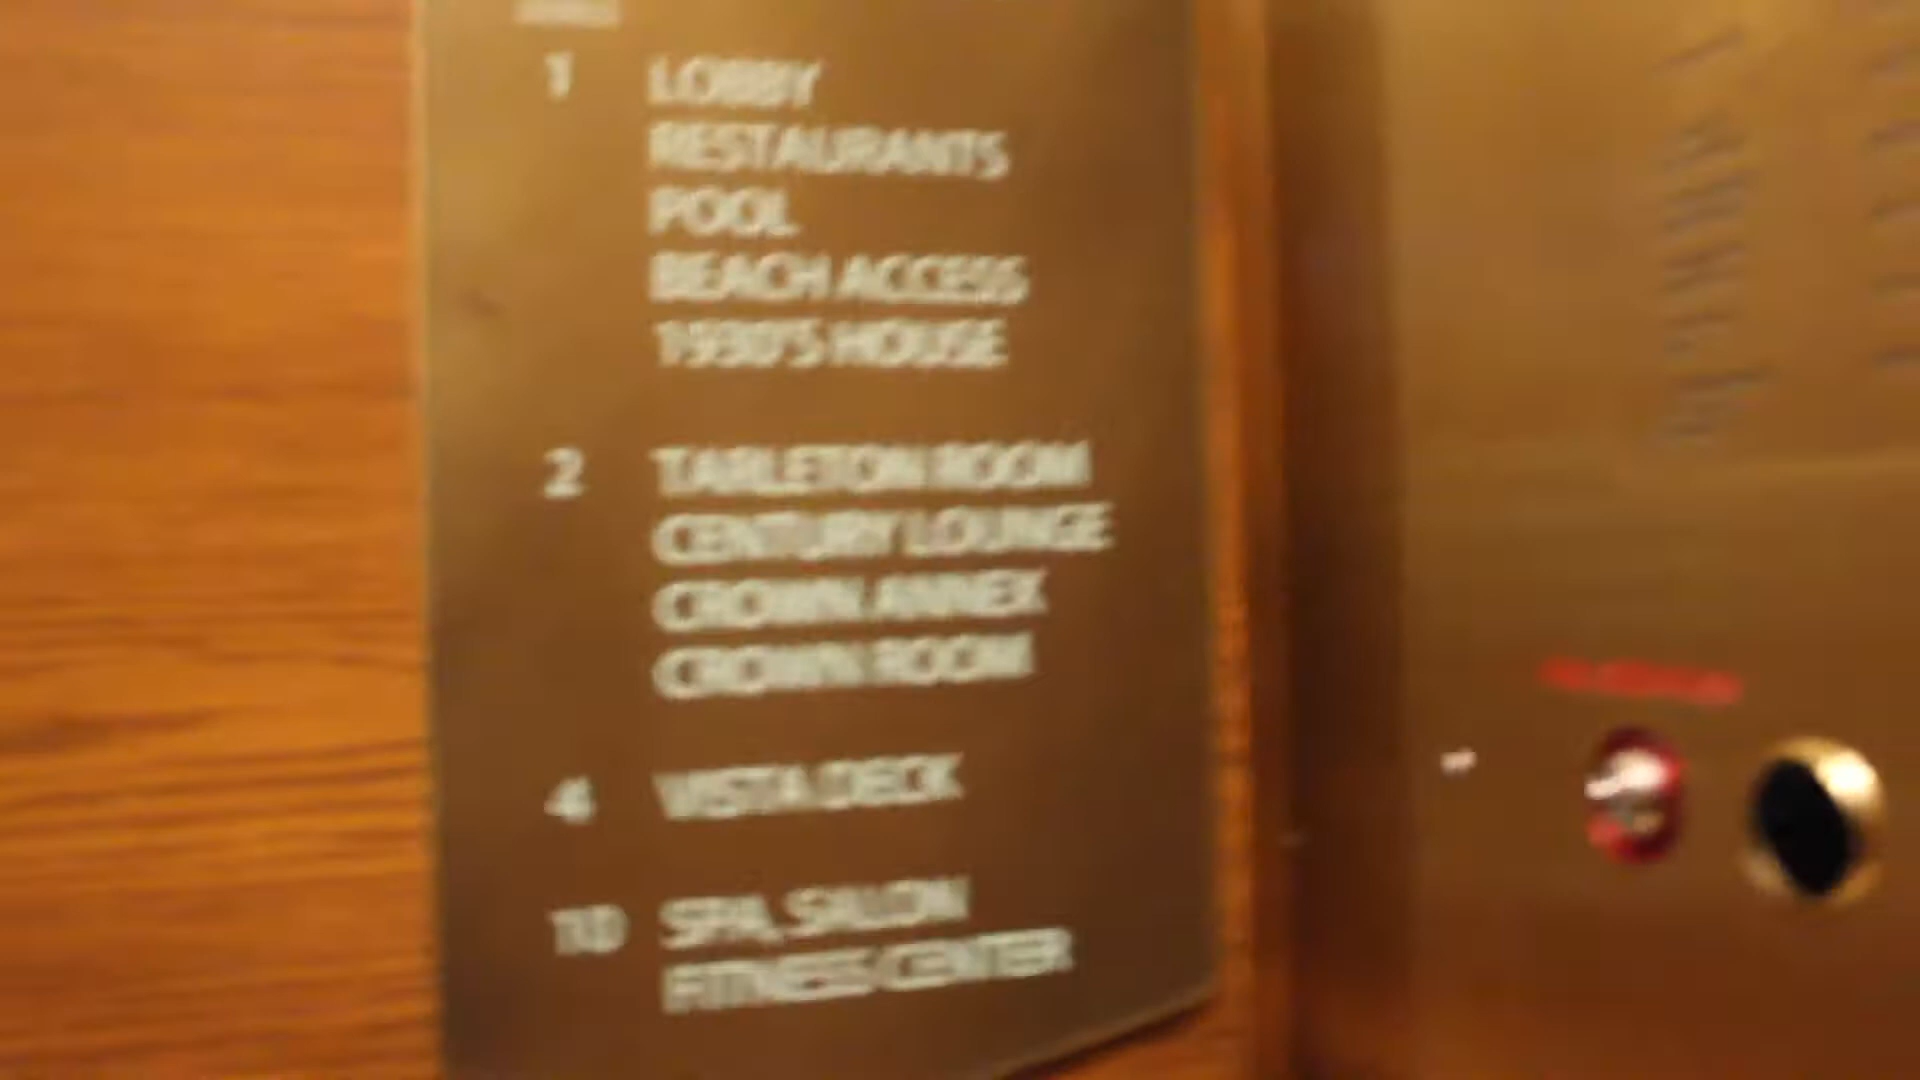 1 LOBBY
RESTAURANTS
POOL
BEACH ACCESS
1930'S HOUSE
2 TARLETON ROOM
CENTURY LOUNGE
CROWN ANNEX
CROWN ROOM
4 VISTA DECK
10 SPA, SALON
FITNESS CENTER